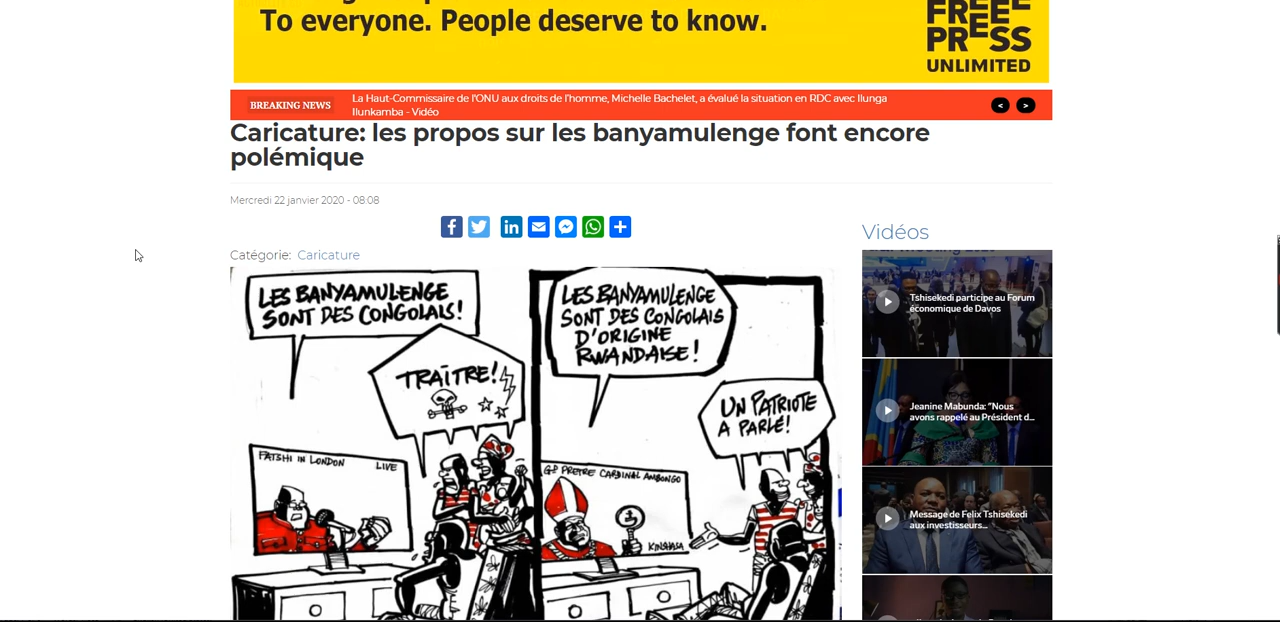 To everyone. People deserve to know.
FREE
PRESS
UNLIMITED
BREAKING NEWS
La Haut-Commissaire de l'ONU aux droits de l'homme, Michelle Bachelet, a évalué la situation en RDC avec Ilunga
Ilunkamba - Vidéo
< >
Caricature: les propos sur les banyamulenge font encore
polémique
Mercredi 22 janvier 2020 - 08:08
Catégorie: Caricature
LES BANYAMULENGE
SONT DES CONGOLAIS!
TRAÎTRE!
FATSHI IN LONDON
LIVE
LES BANYAMULENGE
SONT DES CONGOLAIS
D'ORIGINE
RWANDAISE!
UN PATRIOTE
A PARLÉ!
GD PRETRE CARDINAL AMBONGO
KINSHASA
Vidéos
Tshisekedi participe au Forum
économique de Davos
Jeanine Mabunda: "Nous
avons rappelé au Président d...
Message de Felix Tshisekedi
aux investisseurs...